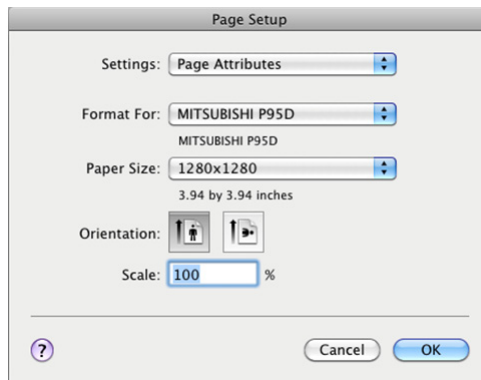 Page Setup
Settings: Page Attributes
Format For: MITSUBISHI P95D
MITSUBISHI P95D
Paper Size: 1280x1280
3.94 by 3.94 inches
Orientation:
Scale: 100 %
? Cancel OK